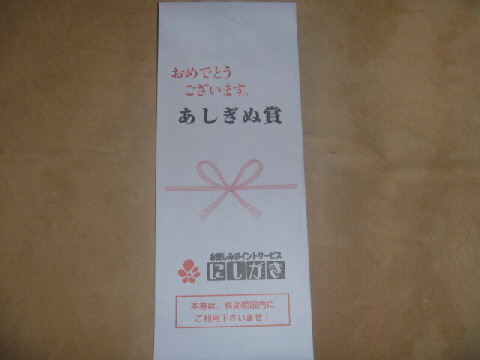 おめでとう
ございます。
あしぎぬ賞
お楽しみポイントサービス
にしがき
本券は、有効期限内に
ご利用下さいませ!